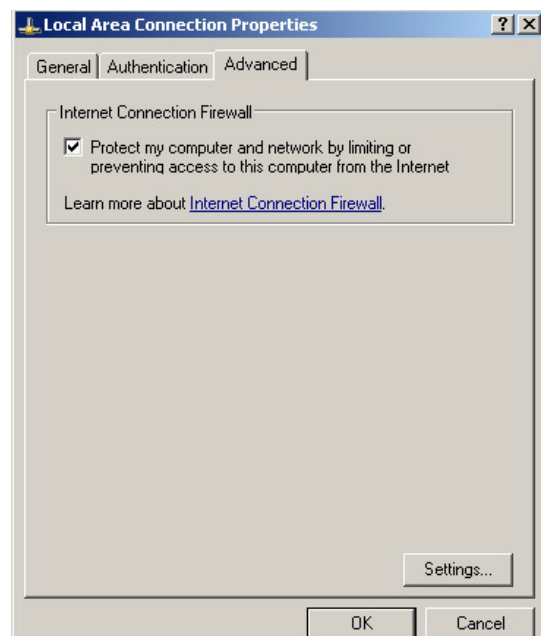 Local Area Connection Properties
General Authentication Advanced
Internet Connection Firewall
Protect my computer and network by limiting or
preventing access to this computer from the Internet
Learn more about Internet Connection Firewall.
Settings...
OK Cancel